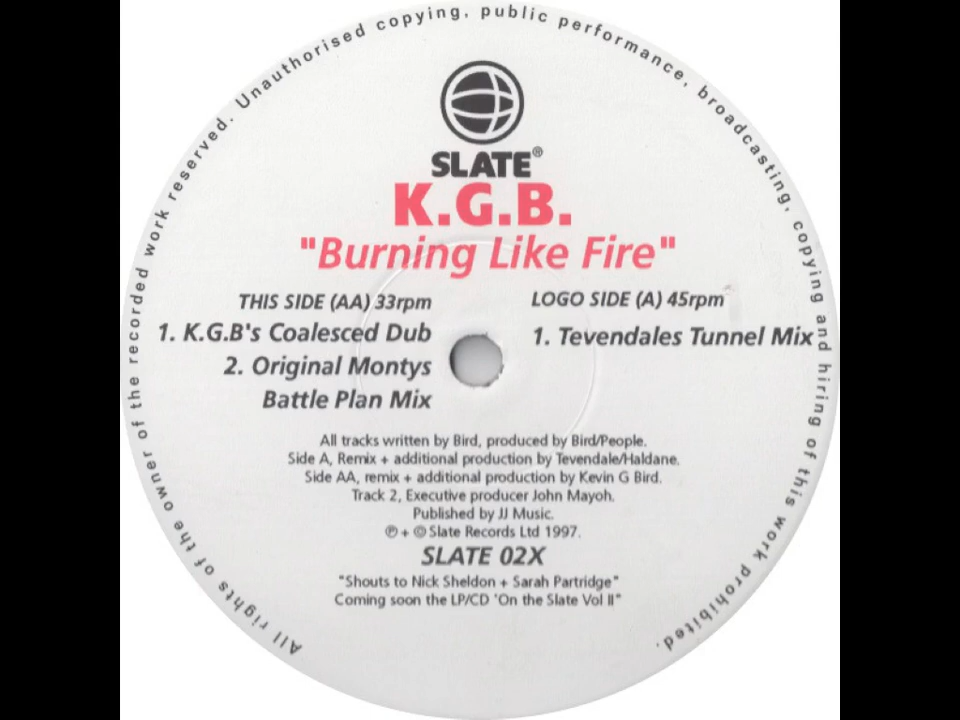 All rights of the owner of the recorded work reserved. Unauthorised copying, public performance, broadcasting, copying and hiring of this work prohibited.
SLATE®
K.G.B.
"Burning Like Fire"
THIS SIDE (AA) 33rpm
1. K.G.B's Coalesced Dub
2. Original Montys
Battle Plan Mix
LOGO SIDE (A) 45rpm
1. Tevendales Tunnel Mix
All tracks written by Bird, produced by Bird/People.
Side A, Remix + additional production by Tevendale/Haldane.
Side AA, remix + additional production by Kevin G Bird.
Track 2, Executive producer John Mayoh.
Published by JJ Music.
℗ + © Slate Records Ltd 1997.
SLATE 02X
"Shouts to Nick Sheldon + Sarah Partridge"
Coming soon the LP/CD 'On the Slate Vol II"